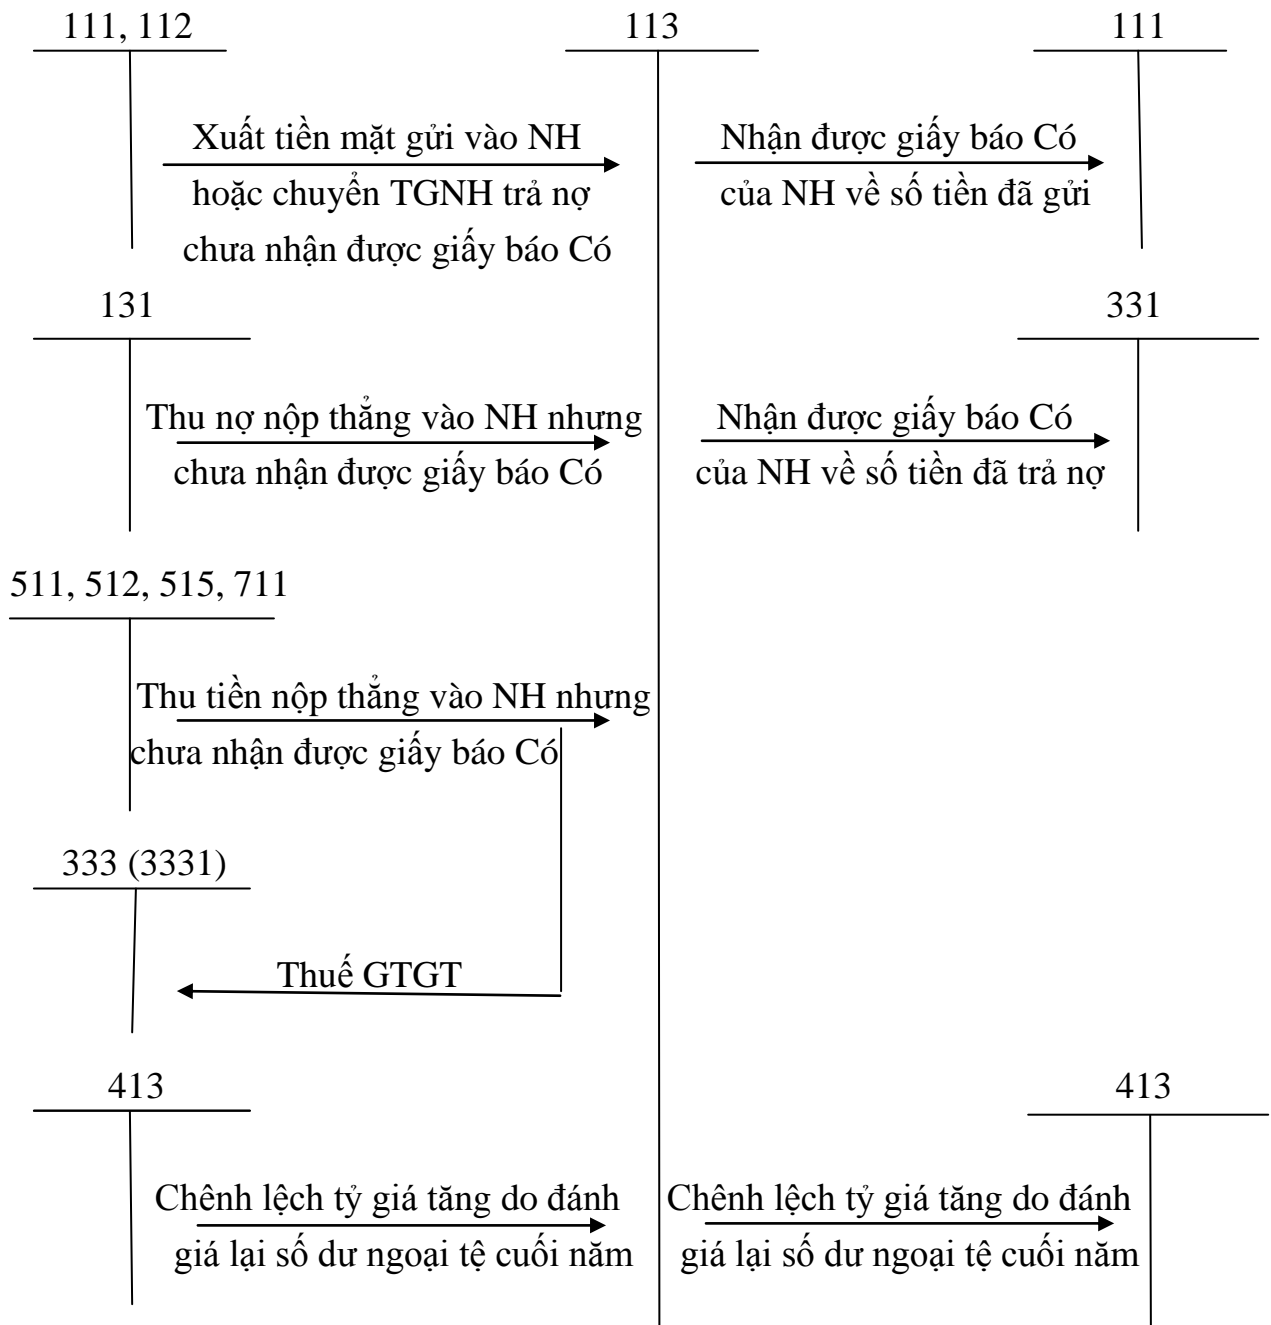 111, 112
113
111
Xuất tiền mặt gửi vào NH
hoặc chuyển TGNH trả nợ
chưa nhận được giấy báo Có
Nhận được giấy báo Có
của NH về số tiền đã gửi
131
331
Thu nợ nộp thẳng vào NH nhưng
chưa nhận được giấy báo Có
Nhận được giấy báo Có
của NH về số tiền đã trả nợ
511, 512, 515, 711
Thu tiền nộp thẳng vào NH nhưng
chưa nhận được giấy báo Có
333 (3331)
Thuế GTGT
413
413
Chênh lệch tỷ giá tăng do đánh
giá lại số dư ngoại tệ cuối năm
Chênh lệch tỷ giá tăng do đánh
giá lại số dư ngoại tệ cuối năm